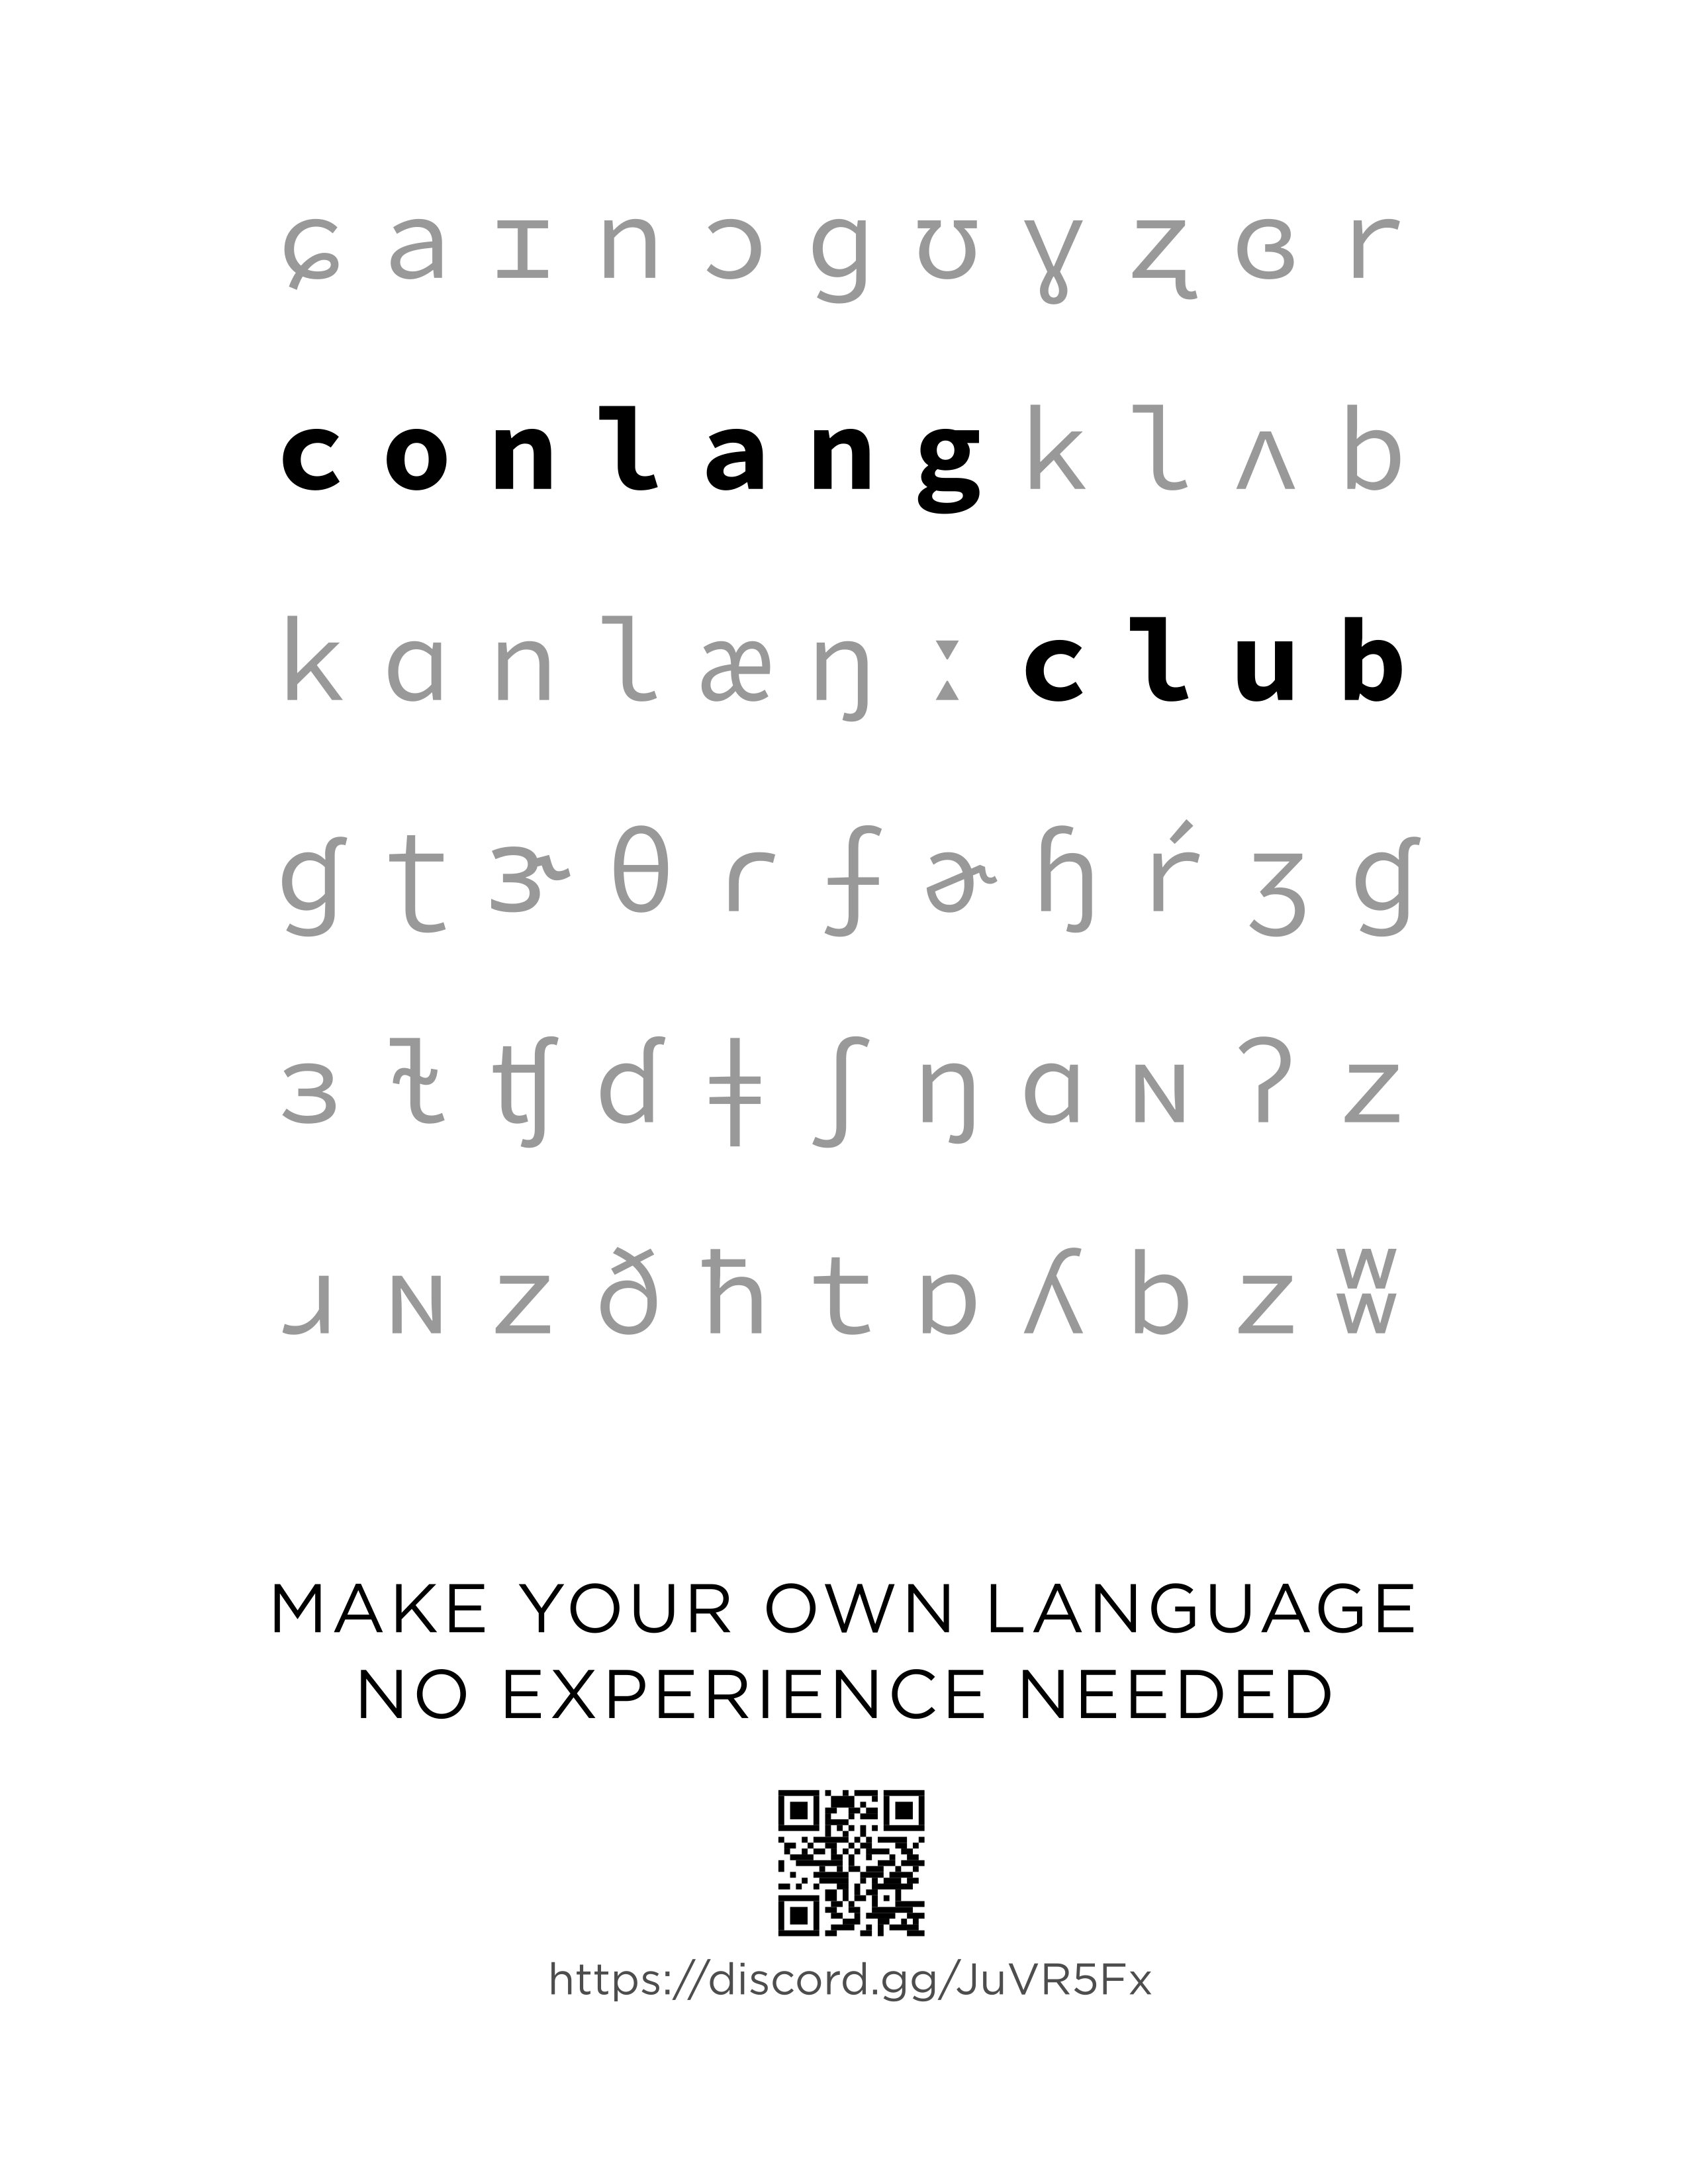 ɕ a ɪ n ɔ g ʊ ɣ ʐ ɞ r
c o n l a n g k l ʌ b
k ɑ n l æ ŋ ː c l u b
ɠ t ɝ θ ɾ ƒ ɚ ɧ ŕ ʒ ɠ
ɜ ɫ ʧ ɗ ǂ ʃ ŋ ɑ ɴ ʔ z
ɹ ɴ z ð ħ t ɒ ʎ b z ʬ
MAKE YOUR OWN LANGUAGE
NO EXPERIENCE NEEDED
https://discord.gg/JuVR5Fx